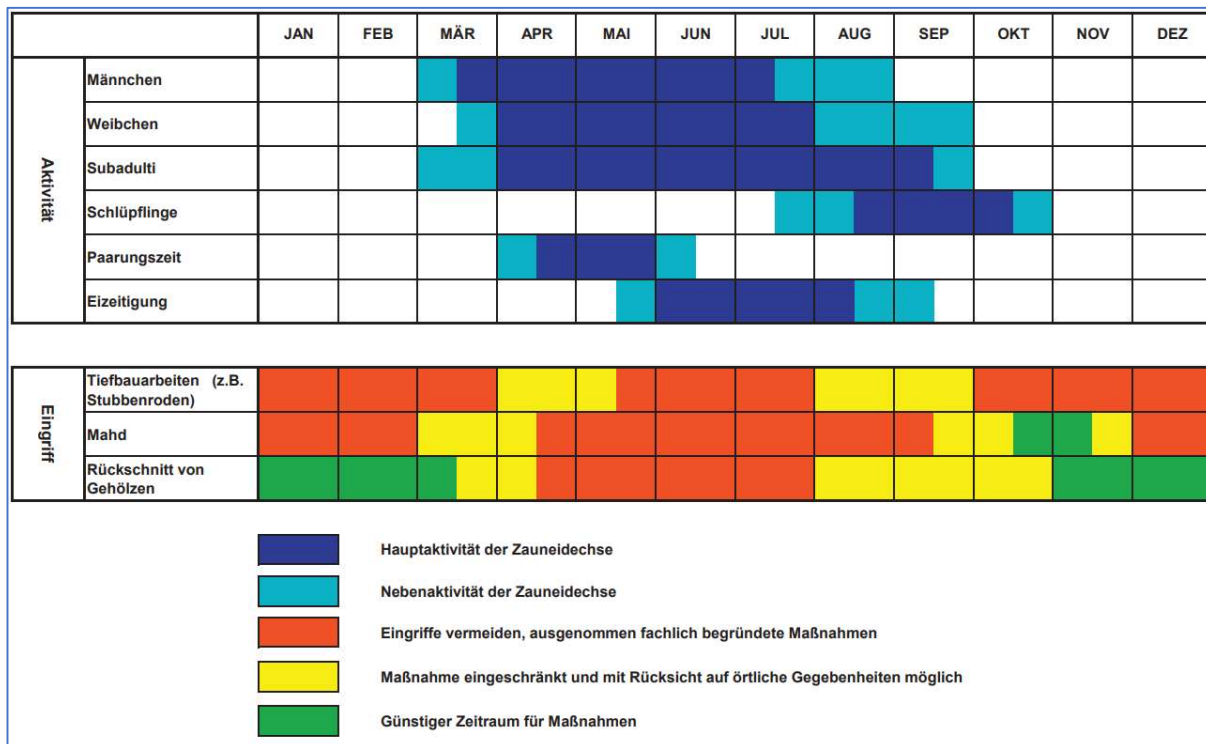 JAN FEB MÄR APR MAI JUN JUL AUG SEP OKT NOV DEZ
Aktivität
Männchen
Weibchen
Subadulti
Schlüpflinge
Paarungszeit
Eizeitigung
Eingriff
Tiefbauarbeiten (z.B.
Stubbenroden)
Mahd
Rückschnitt von
Gehölzen
Hauptaktivität der Zauneidechse
Nebenaktivität der Zauneidechse
Eingriffe vermeiden, ausgenommen fachlich begründete Maßnahmen
Maßnahme eingeschränkt und mit Rücksicht auf örtliche Gegebenheiten möglich
Günstiger Zeitraum für Maßnahmen